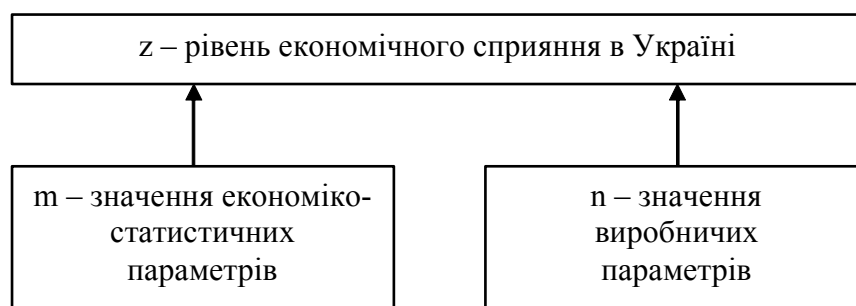 z – рівень економічного сприяння в Україні
m – значення економіко-
статистичних
параметрів
n – значення
виробничих
параметрів